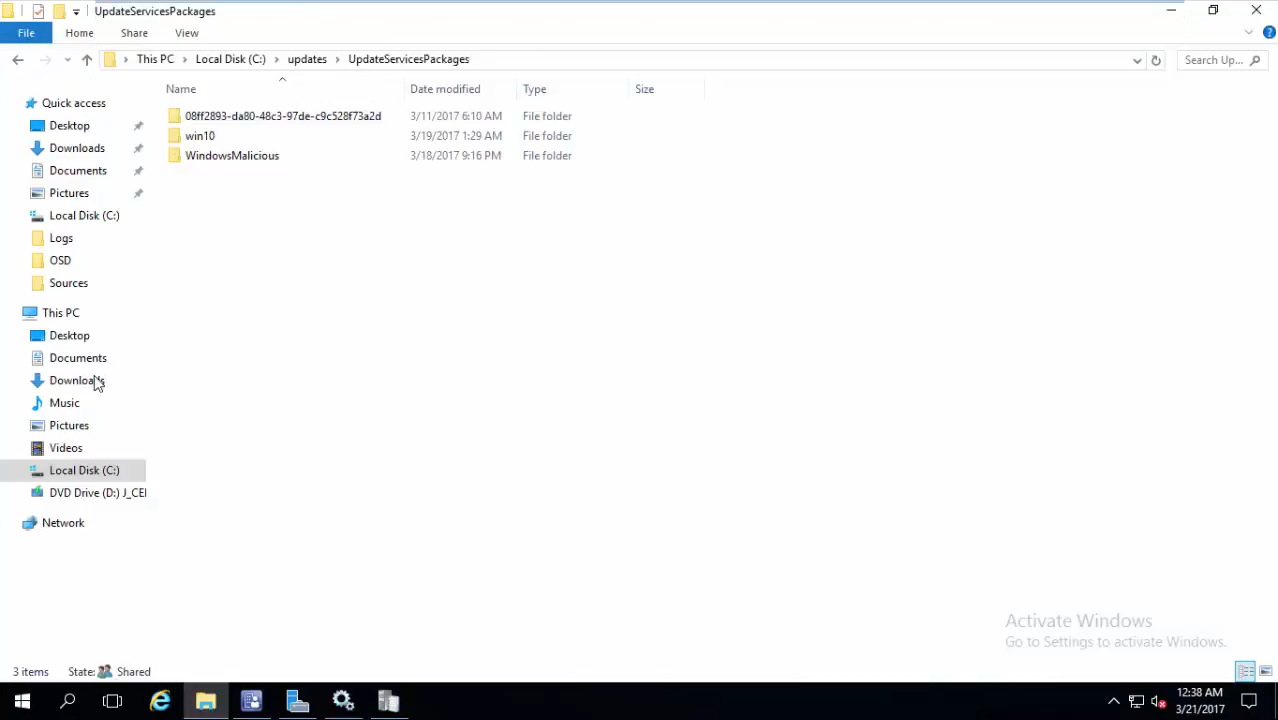 UpdateServicesPackages
File Home Share View
This PC Local Disk (C:) updates UpdateServicesPackages Search Up...
Name Date modified Type Size
08ff2893-da80-48c3-97de-c9c528f73a2d 3/11/2017 6:10 AM File folder
win10 3/19/2017 1:29 AM File folder
WindowsMalicious 3/18/2017 9:16 PM File folder
Quick access
Desktop
Downloads
Documents
Pictures
Local Disk (C:)
Logs
OSD
Sources
This PC
Desktop
Documents
Downloads
Music
Pictures
Videos
Local Disk (C:)
DVD Drive (D:) J_CEI
Network
Activate Windows
Go to Settings to activate Windows.
3 items State: Shared
12:38 AM
3/21/2017